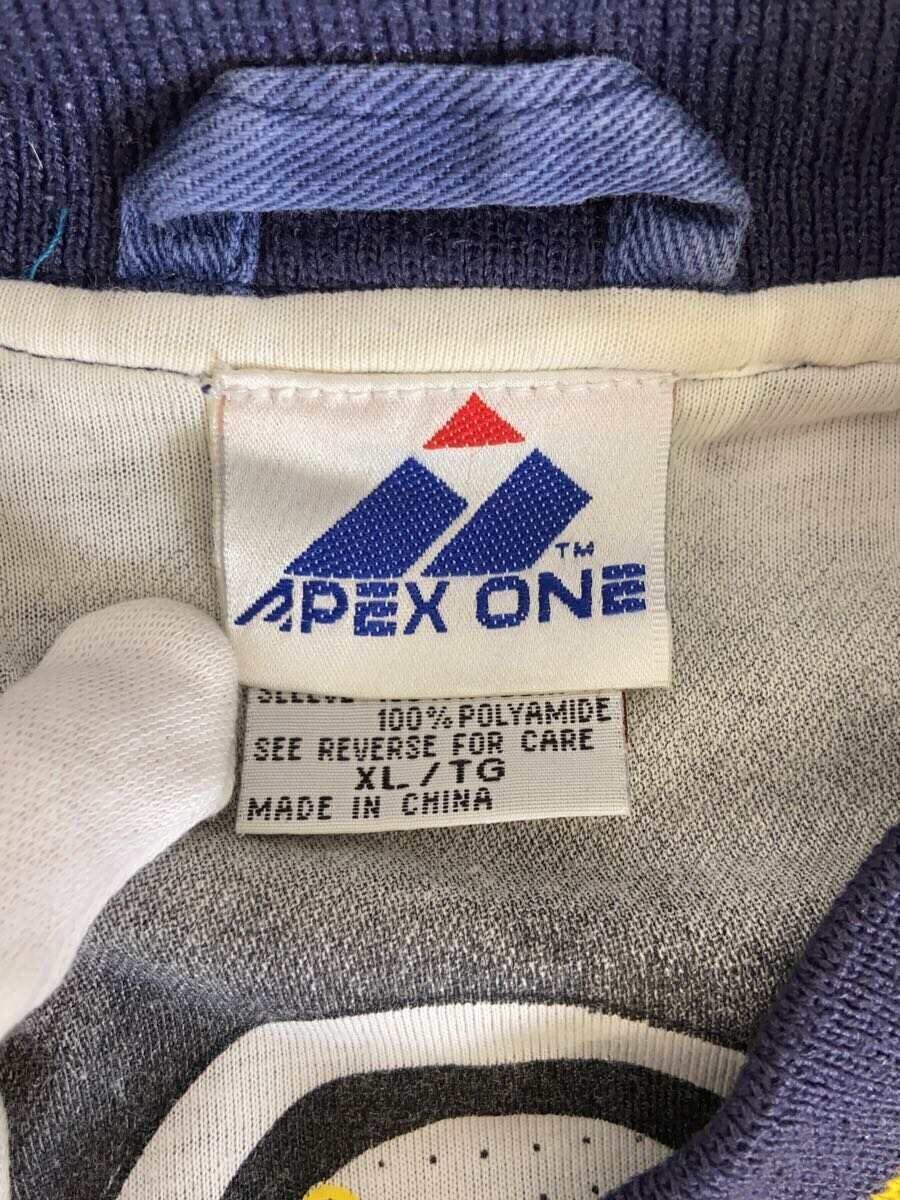 TM
APEX ONE
100% POLYAMIDE
SEE REVERSE FOR CARE
XL/TG
MADE IN CHINA